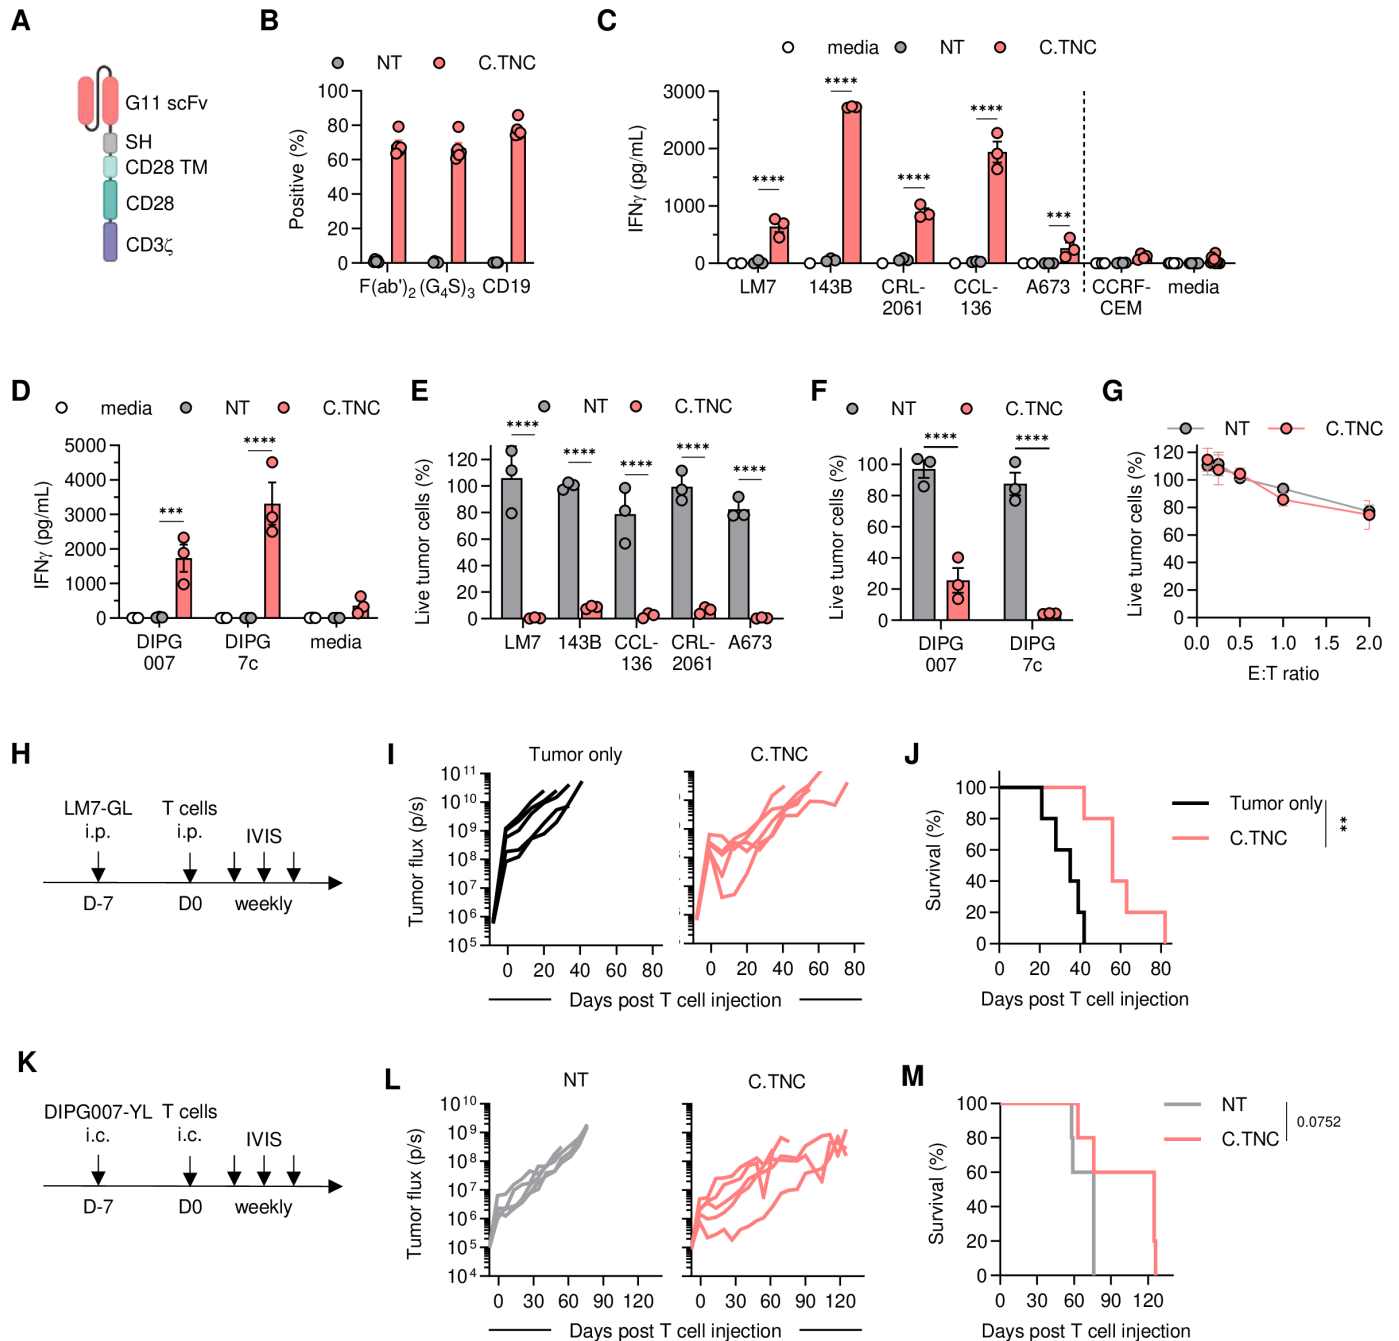 A
G11 scFv
SH
CD28 TM
CD28
CD3ζ
B
NT C.TNC
Positive (%)
100
80
60
40
20
0
F(ab')2 (G4S)3 CD19
C
media NT C.TNC
IFNγ (pg/mL)
3000
2000
1000
0
**** **** **** **** ***
LM7 143B CRL-2061 CCL-136 A673 CCRF-CEM media
D
media NT C.TNC
IFNγ (pg/mL)
5000
4000
3000
2000
1000
0
*** ****
DIPG 007 DIPG 7c media
E
NT C.TNC
Live tumor cells (%)
120
100
80
60
40
20
0
**** **** **** **** ****
LM7 143B CCL-136 CRL-2061 A673
F
NT C.TNC
Live tumor cells (%)
100
80
60
40
20
0
**** ****
DIPG 007 DIPG 7c
G
NT C.TNC
Live tumor cells (%)
120
100
80
60
40
20
0
0.0 0.5 1.0 1.5 2.0
E:T ratio
H
LM7-GL i.p.
T cells i.p.
IVIS
D-7 D0 weekly
I
Tumor only C.TNC
Tumor flux (p/s)
10^11
10^10
10^9
10^8
10^7
10^6
10^5
0 20 40 60 80 0 20 40 60 80
Days post T cell injection
J
Survival (%)
100
80
60
40
20
0
0 20 40 60 80
Days post T cell injection
Tumor only
C.TNC
**
K
DIPG007-YL i.c.
T cells i.c.
IVIS
D-7 D0 weekly
L
NT C.TNC
Tumor flux (p/s)
10^10
10^9
10^8
10^7
10^6
10^5
10^4
0 30 60 90 120 0 30 60 90 120
Days post T cell injection
M
Survival (%)
100
80
60
40
20
0
0 30 60 90 120
Days post T cell injection
NT
C.TNC
0.0752